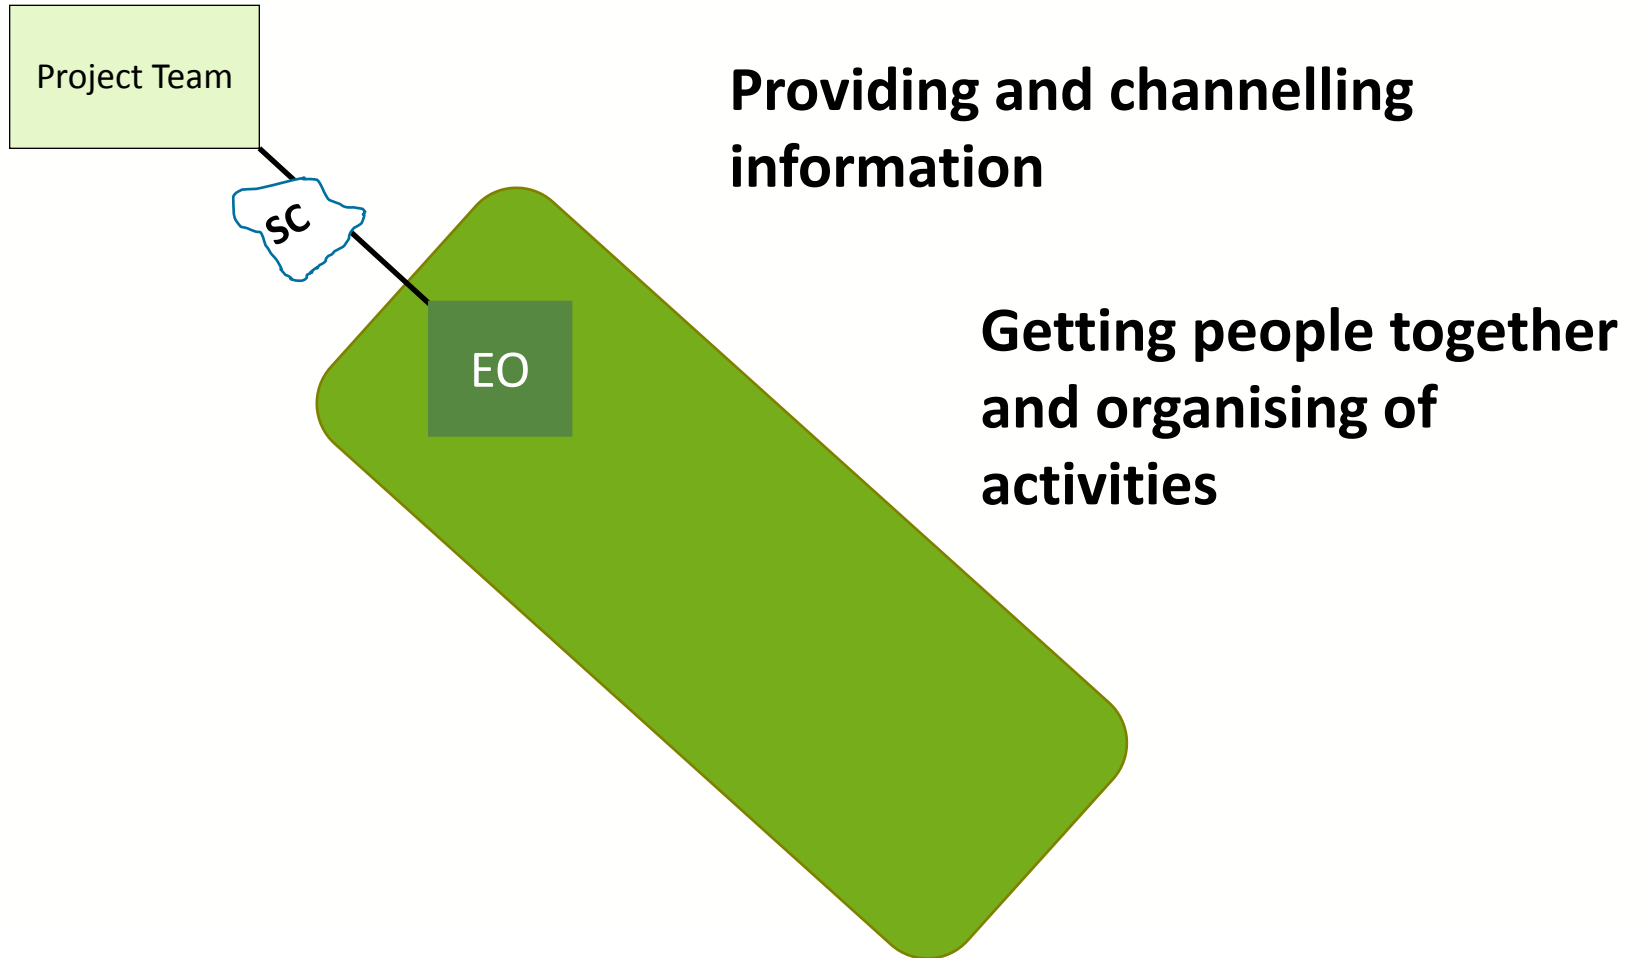 Project Team
Providing and channelling
information
SC
Getting people together
and organising of
activities
EO